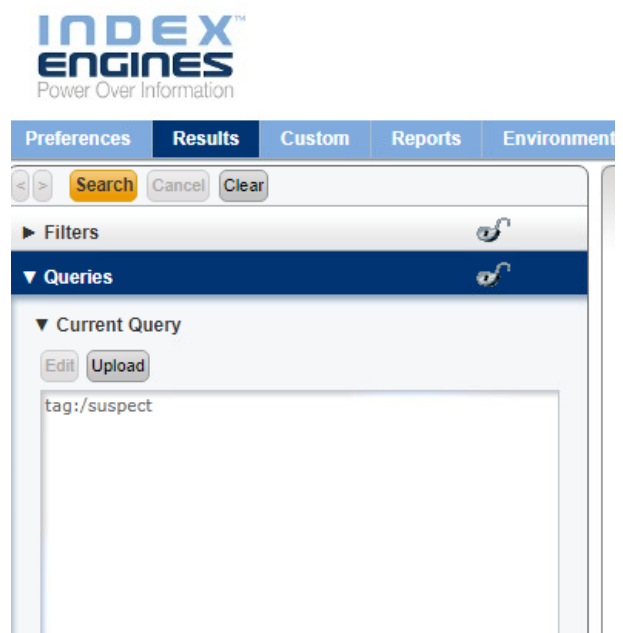 INDEX™
ENGINES
Power Over Information
Preferences Results Custom Reports Environment
< > Search Cancel Clear
▶ Filters
▼ Queries
▼ Current Query
Edit Upload
tag:/suspect